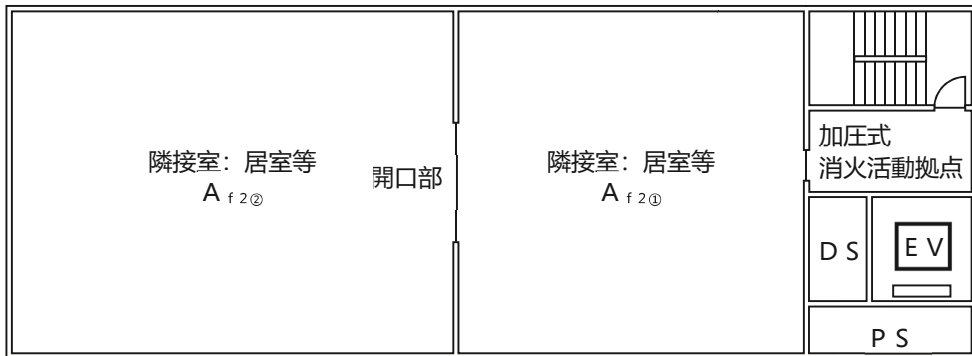 隣接室：居室等
Ａｆ２②
開口部
隣接室：居室等
Ａｆ２①
加圧式
消火活動拠点
ＤＳ
ＥＶ
ＰＳ